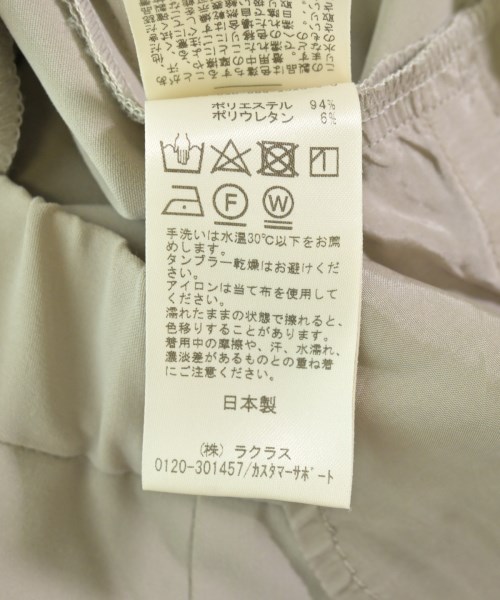 ポリエステル 94%
ポリウレタン 6%
F W
手洗いは水温30℃以下をお薦
めします。
タンブラー乾燥はお避けくだ
さい。
アイロンは当て布を使用して
ください。
濡れたままの状態で擦れると、
色移りすることがあります。
着用中の摩擦や、汗、水濡れ、
濃淡差があるものとの重ね着
にご注意ください。
日本製
(株) ラクラス
0120-301457/カスタマーサポート